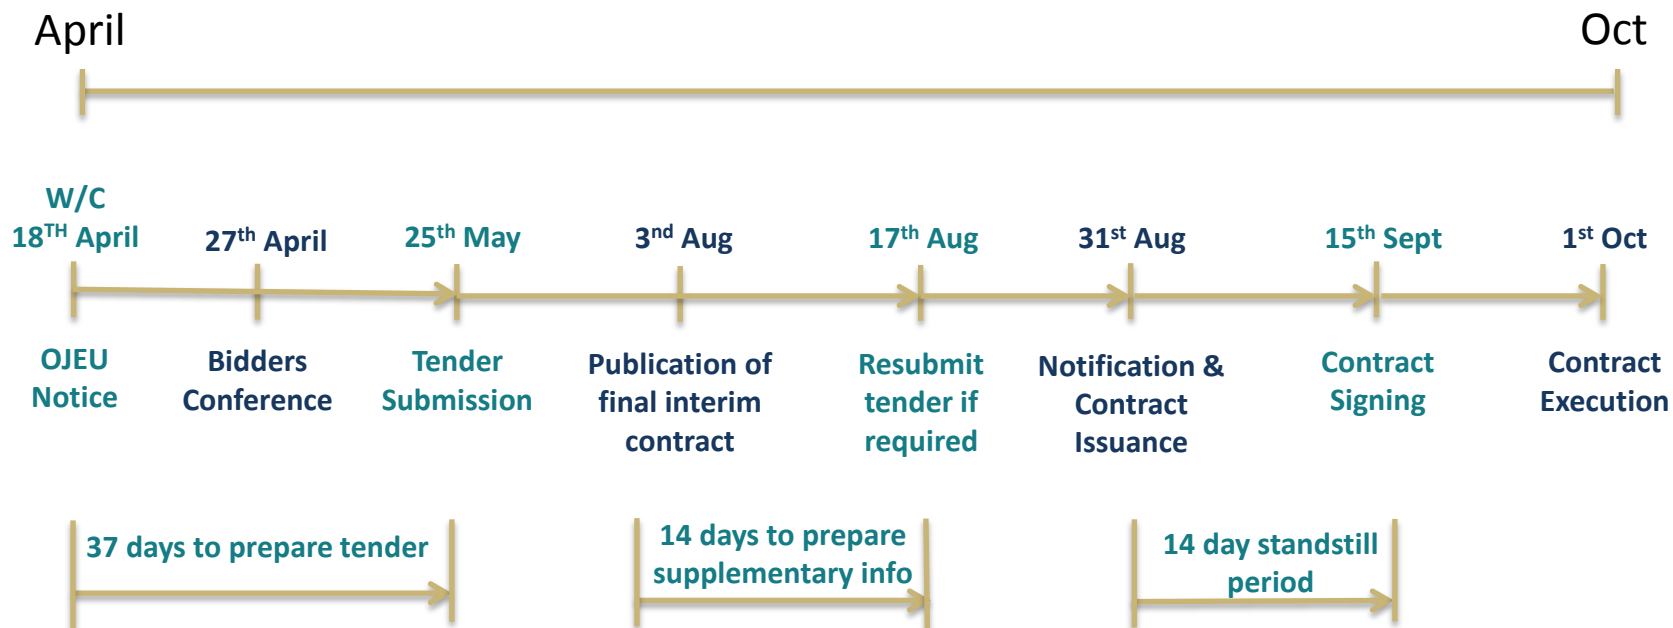 April
Oct
W/C
18TH April
27th April
25th May
3nd Aug
17th Aug
31st Aug
15th Sept
1st Oct
OJEU
Notice
Bidders
Conference
Tender
Submission
Publication of
final interim
contract
Resubmit
tender if
required
Notification &
Contract
Issuance
Contract
Signing
Contract
Execution
37 days to prepare tender
14 days to prepare
supplementary info
14 day standstill
period